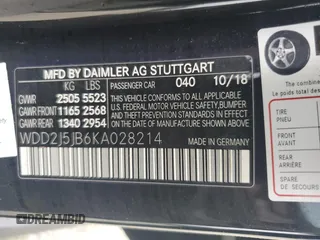 MFD BY DAIMLER AG STUTTGART
KG LBS PASSENGER CAR 040 10/18
GVWR 2505 5523
GVWR FRONT 1165 2568
GAWR REAR 1340 2954
THIS VEHICLE CONFORMS TO ALL APPLICABLE
U.S. FEDERAL MOTOR VEHICLE SAFETY, BUMPER,
AND THEFT PREVENTION STANDARDS IN EFFECT ON THE
DATE OF MANUFACTURE SHOWN ABOVE.
WDD2J5JB6KA028214
MADE IN GERMANY
TIRE
PNEU
FRONT
AVANT
REAR
ARRIÈRE
SPARE
DE SECOURS